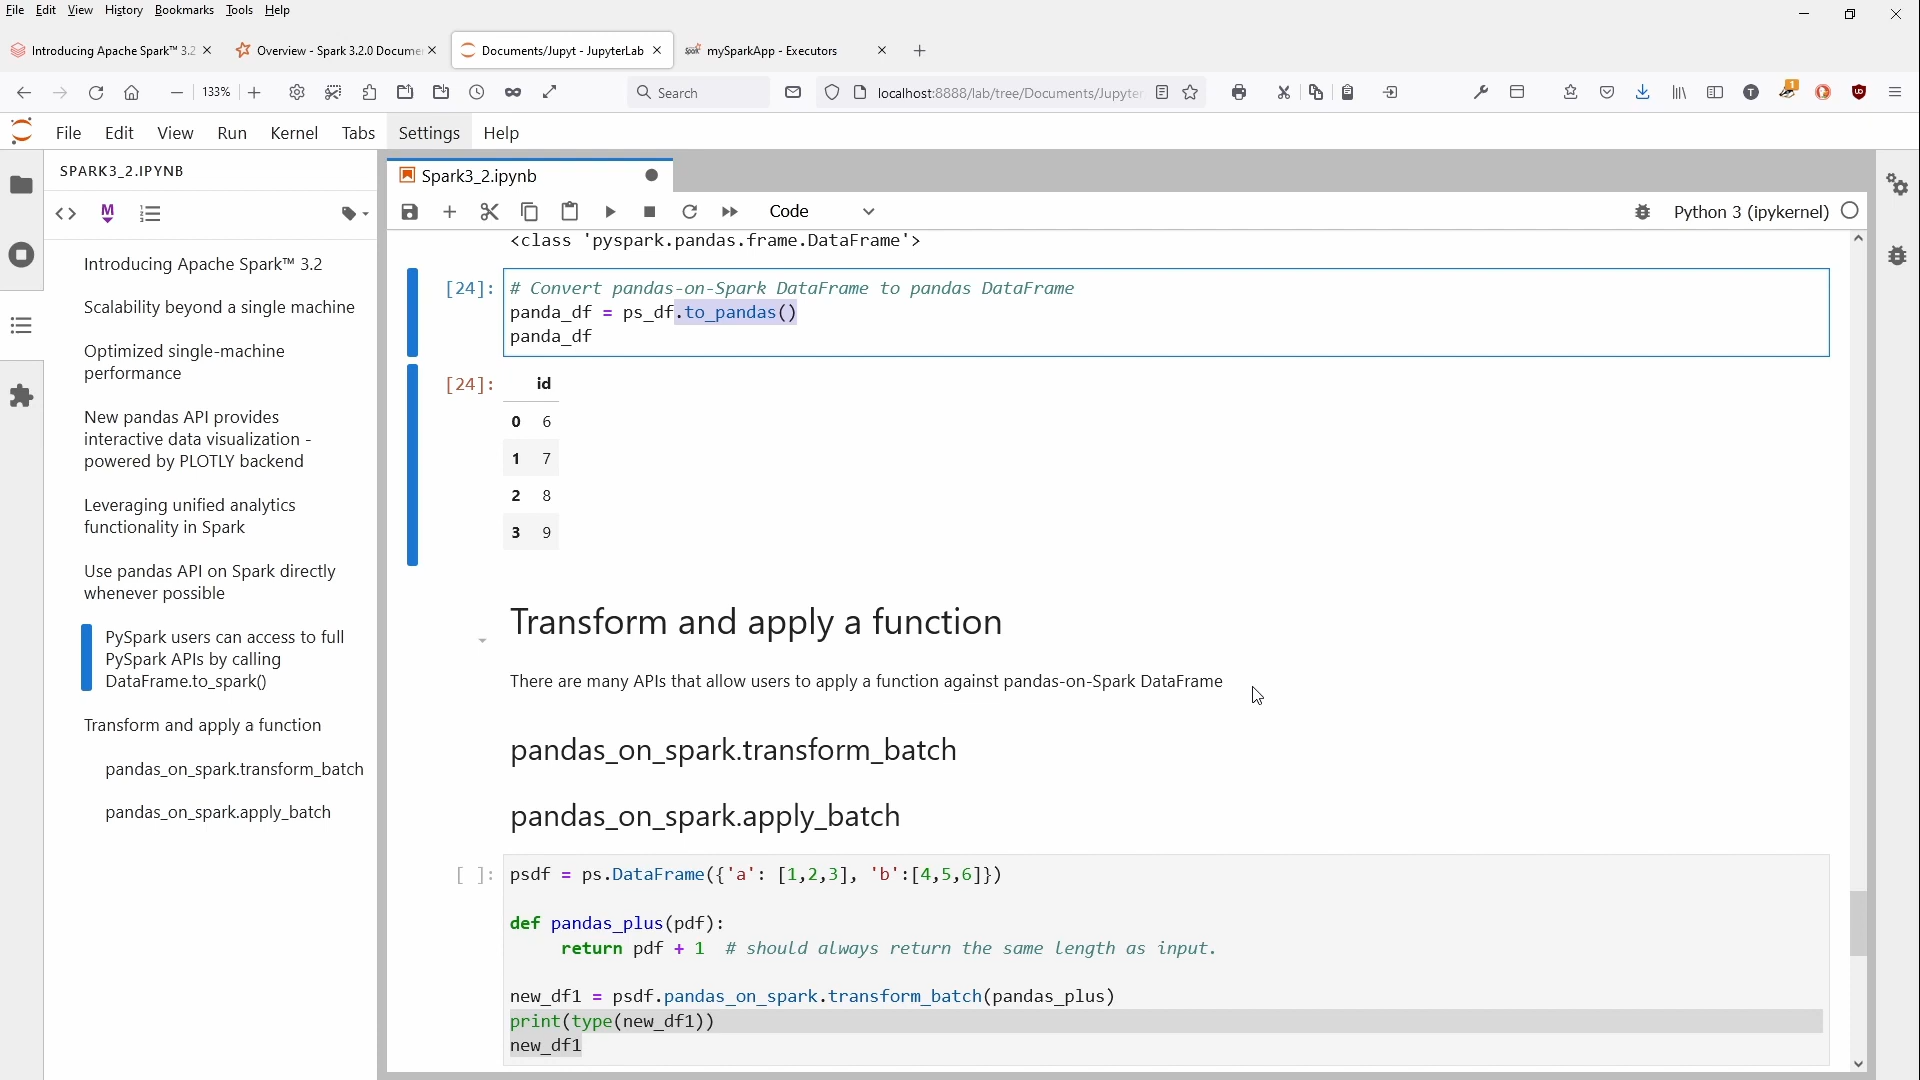 File Edit View History Bookmarks Tools Help
Introducing Apache Spark™ 3.2
Overview - Spark 3.2.0 Docume
Documents/Jupyt - JupyterLab
mySparkApp - Executors
133%
Search
localhost:8888/lab/tree/Documents/Jupyter
File Edit View Run Kernel Tabs Settings Help
SPARK3_2.IPYNB
Introducing Apache Spark™ 3.2
Scalability beyond a single machine
Optimized single-machine
performance
New pandas API provides
interactive data visualization -
powered by PLOTLY backend
Leveraging unified analytics
functionality in Spark
Use pandas API on Spark directly
whenever possible
PySpark users can access to full
PySpark APIs by calling
DataFrame.to_spark()
Transform and apply a function
pandas_on_spark.transform_batch
pandas_on_spark.apply_batch
Spark3_2.ipynb
Code
Python 3 (ipykernel)
<class 'pyspark.pandas.frame.DataFrame'>
[24]: # Convert pandas-on-Spark DataFrame to pandas DataFrame
panda_df = ps_df.to_pandas()
panda_df
[24]: id
0 6
1 7
2 8
3 9
Transform and apply a function
There are many APIs that allow users to apply a function against pandas-on-Spark DataFrame
pandas_on_spark.transform_batch
pandas_on_spark.apply_batch
[ ]: psdf = ps.DataFrame({'a': [1,2,3], 'b':[4,5,6]})
def pandas_plus(pdf):
return pdf + 1 # should always return the same length as input.
new_df1 = psdf.pandas_on_spark.transform_batch(pandas_plus)
print(type(new_df1))
new_df1